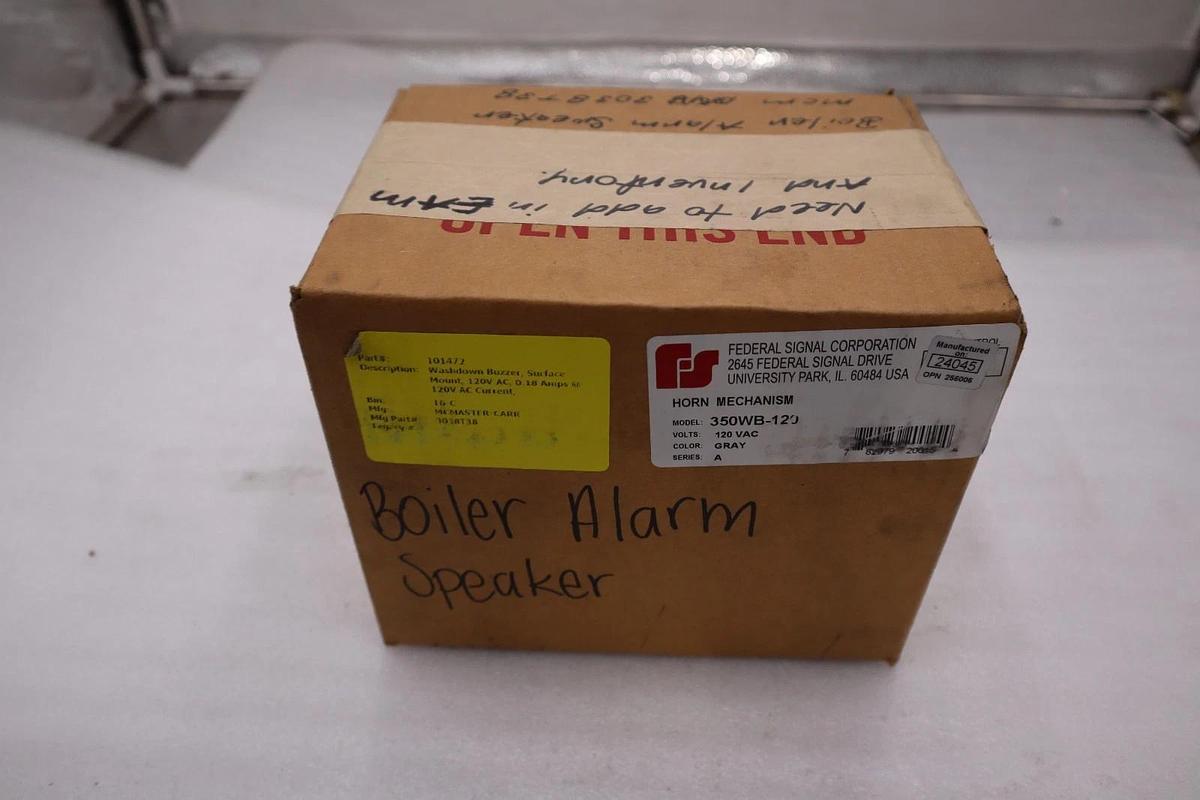 Need to add in EAM
And Inventory.
Boiler Alarm Speaker
mcm
OPEN THIS END
Part#: 101472
Description: Washdown Buzzer, Surface
Mount, 120V AC, 0.18 Amps @
120V AC Current,
Bin: 16-C
Mfg: MCMASTER-CARR
Mfg Part#
Legacy #
FS
FEDERAL SIGNAL CORPORATION
2645 FEDERAL SIGNAL DRIVE
UNIVERSITY PARK, IL. 60484 USA
Manufactured
on:
24045
OPN 256006
HORN MECHANISM
MODEL: 350WB-120
VOLTS: 120 VAC
COLOR: GRAY
SERIES: A
Boiler Alarm
Speaker